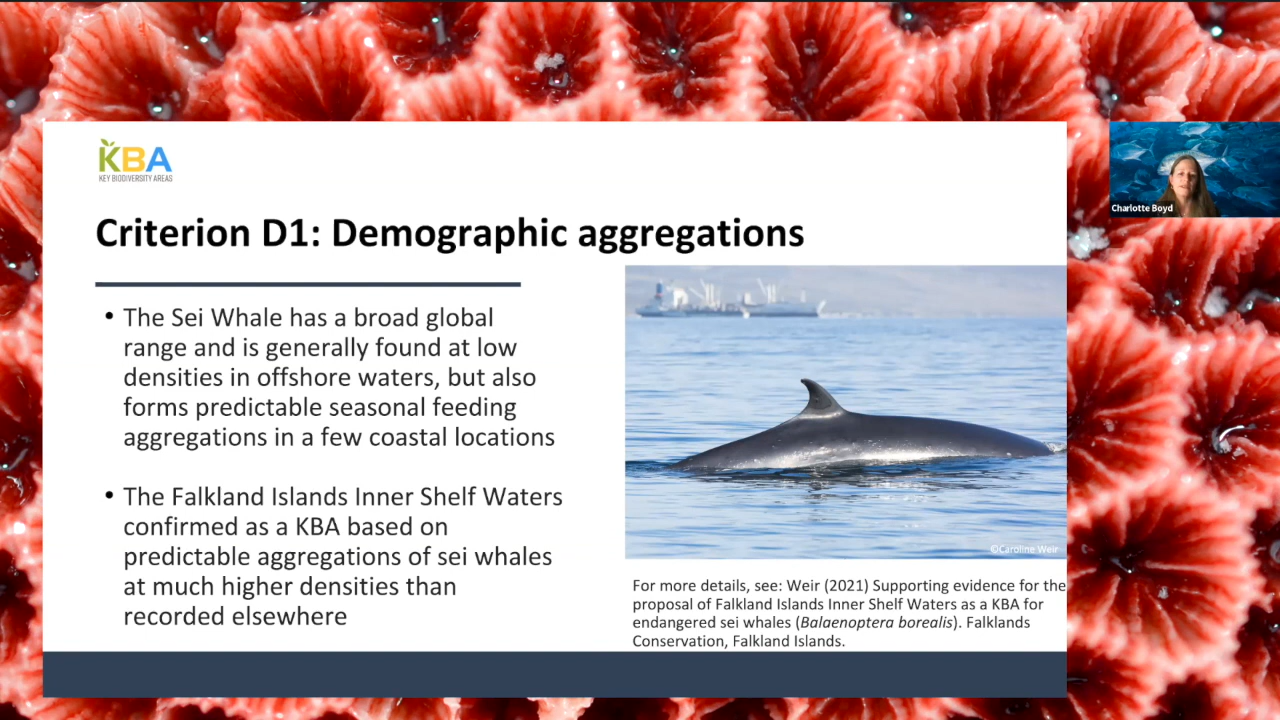 KBA
KEY BIODIVERSITY AREAS
Criterion D1: Demographic aggregations
• The Sei Whale has a broad global
range and is generally found at low
densities in offshore waters, but also
forms predictable seasonal feeding
aggregations in a few coastal locations
• The Falkland Islands Inner Shelf Waters
confirmed as a KBA based on
predictable aggregations of sei whales
at much higher densities than
recorded elsewhere
©Caroline Weir
For more details, see: Weir (2021) Supporting evidence for the
proposal of Falkland Islands Inner Shelf Waters as a KBA for
endangered sei whales (Balaenoptera borealis). Falklands
Conservation, Falkland Islands.
Charlotte Boyd